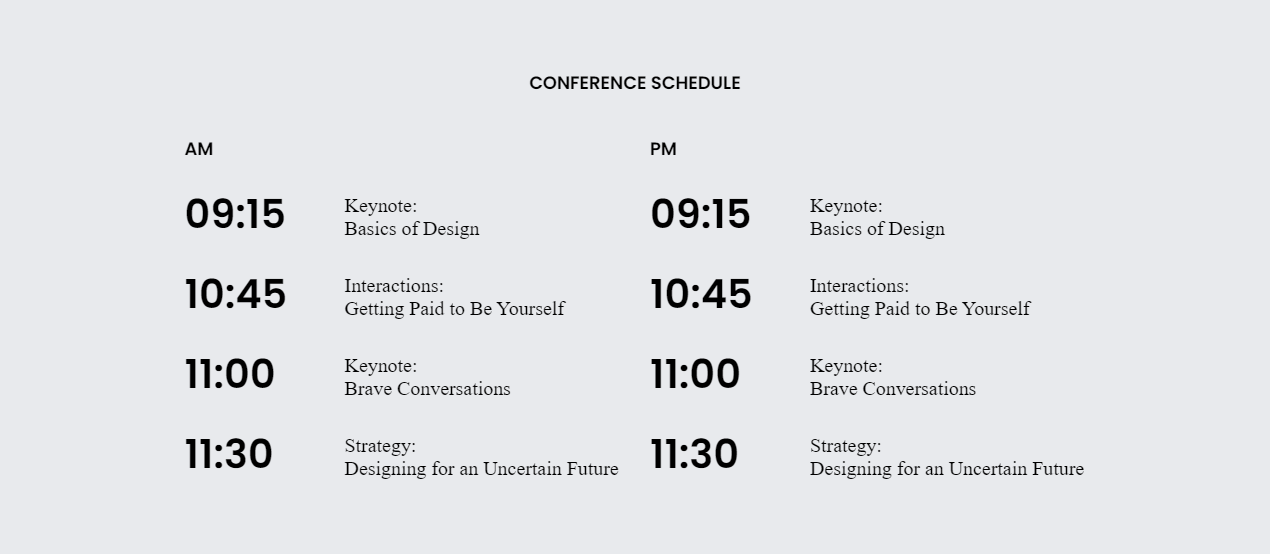 CONFERENCE SCHEDULE
AM
09:15
Keynote:
Basics of Design
10:45
Interactions:
Getting Paid to Be Yourself
11:00
Keynote:
Brave Conversations
11:30
Strategy:
Designing for an Uncertain Future
PM
09:15
Keynote:
Basics of Design
10:45
Interactions:
Getting Paid to Be Yourself
11:00
Keynote:
Brave Conversations
11:30
Strategy:
Designing for an Uncertain Future